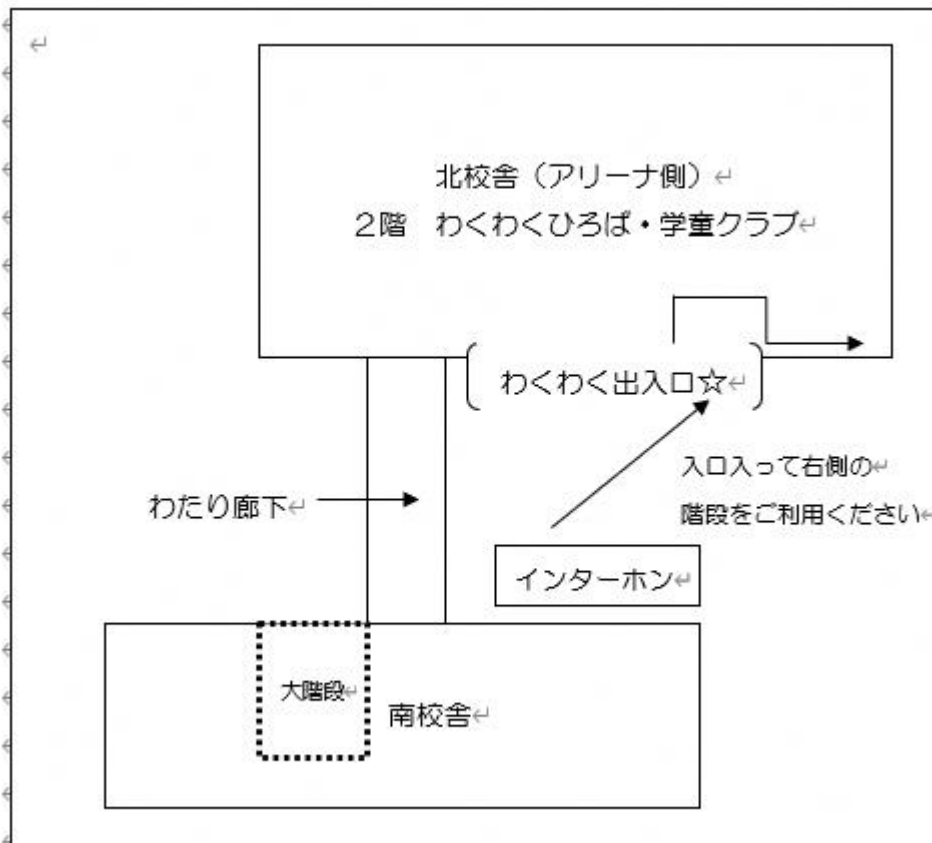 北校舎（アリーナ側）
２階　わくわくひろば・学童クラブ
わくわく出入口☆
入口入って右側の
階段をご利用ください
わたり廊下
インターホン
大階段
南校舎